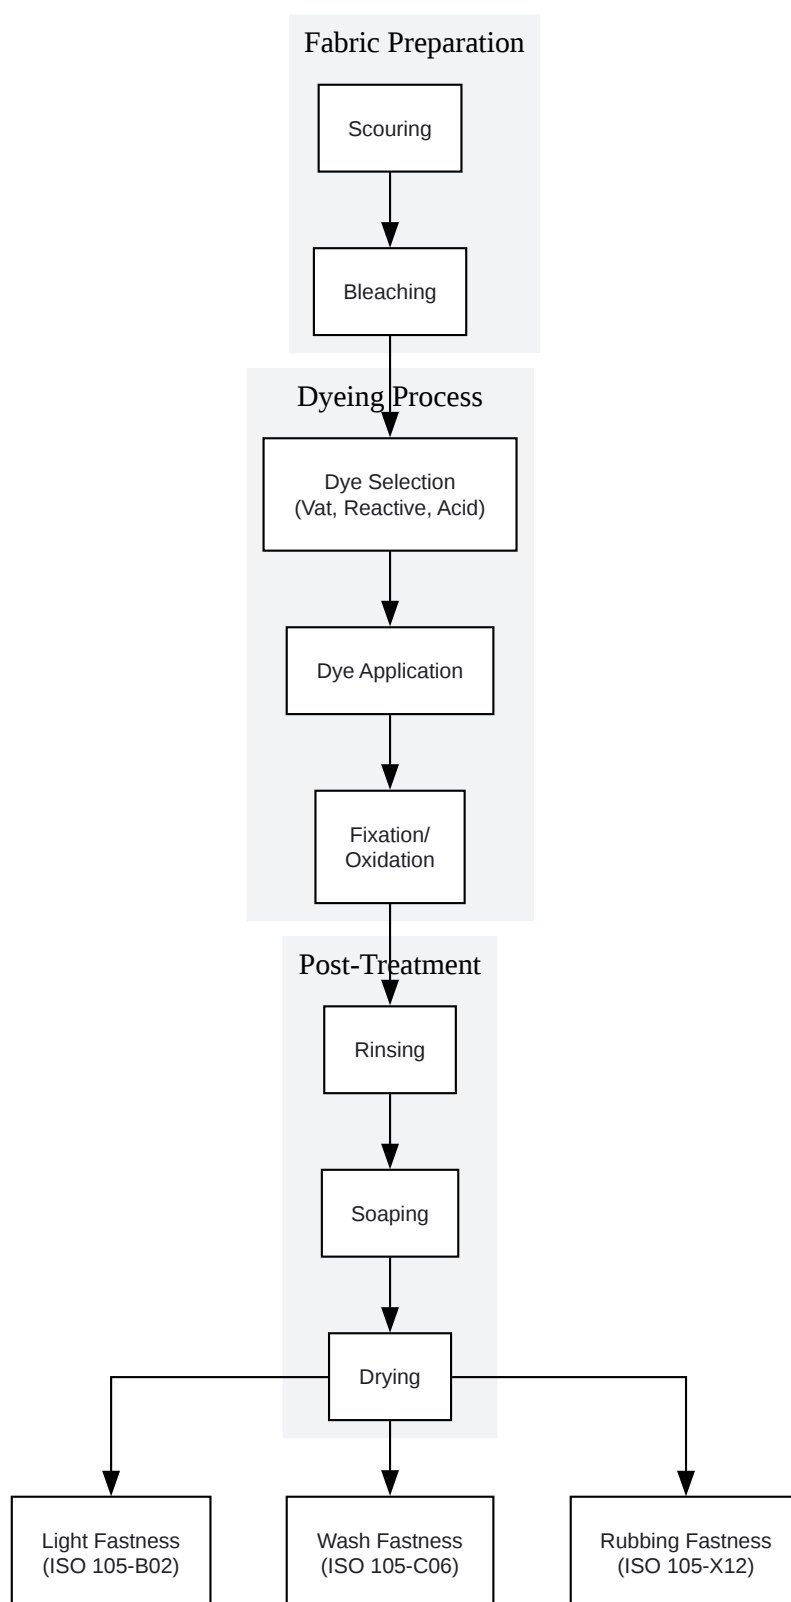 Fabric Preparation
Scouring
Bleaching
Dyeing Process
Dye Selection
(Vat, Reactive, Acid)
Dye Application
Fixation/
Oxidation
Post-Treatment
Rinsing
Soaping
Drying
Light Fastness
(ISO 105-B02)
Wash Fastness
(ISO 105-C06)
Rubbing Fastness
(ISO 105-X12)